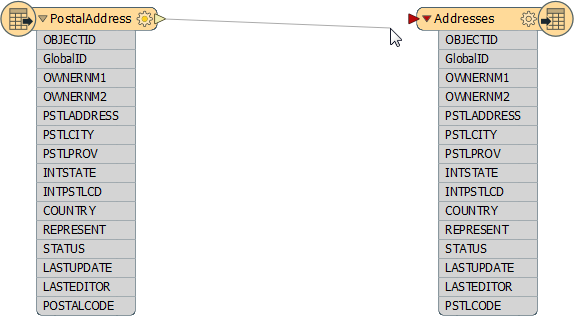 PostalAddress
OBJECTID
GlobalID
OWNERNM1
OWNERNM2
PSTLADDRESS
PSTLCITY
PSTLPROV
INTSTATE
INTPSTLCD
COUNTRY
REPRESENT
STATUS
LASTUPDATE
LASTEDITOR
POSTALCODE
Addresses
OBJECTID
GlobalID
OWNERNM1
OWNERNM2
PSTLADDRESS
PSTLCITY
PSTLPROV
INTSTATE
INTPSTLCD
COUNTRY
REPRESENT
STATUS
LASTUPDATE
LASTEDITOR
PSTLCODE